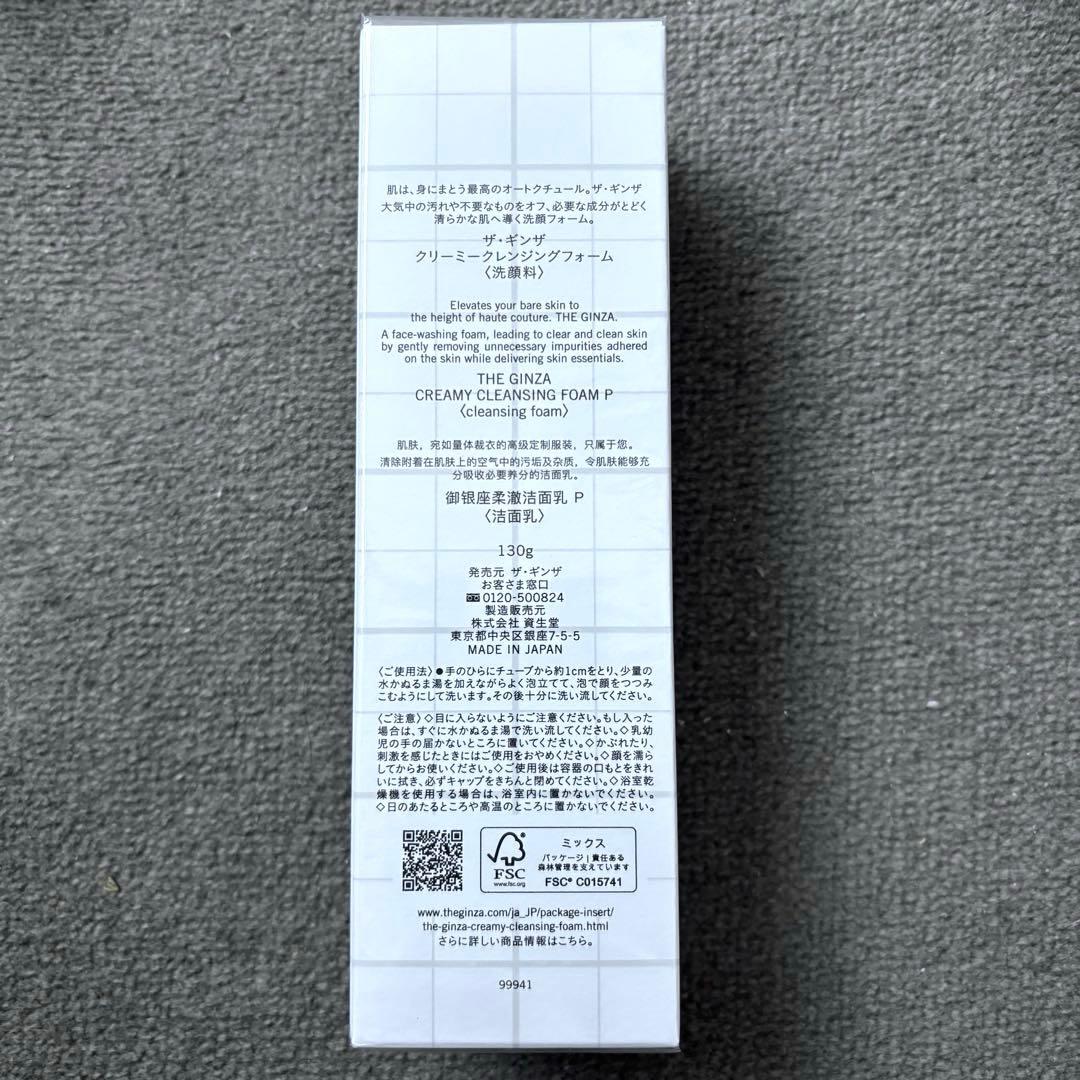 肌は、身にまとう最高のオートクチュール。ザ・ギンザ
大気中の汚れや不要なものをオフ、必要な成分がとどく
清らかな肌へ導く洗顔フォーム。
ザ・ギンザ
クリーミークレンジングフォーム
〈洗顔料〉
Elevates your bare skin to
the height of haute couture. THE GINZA.
A face-washing foam, leading to clear and clean skin
by gently removing unnecessary impurities adhered
on the skin while delivering skin essentials.
THE GINZA
CREAMY CLEANSING FOAM P
〈cleansing foam〉
肌肤，宛如量体裁衣的高级定制服装，只属于您。
清除附着在肌肤上的空气中的污垢及杂质，令肌肤能够充
分吸收必要养分的洁面乳。
御银座柔澈洁面乳 P
〈洁面乳〉
130g
発売元 ザ・ギンザ
お客さま窓口
0120-500824
製造販売元
株式会社 資生堂
東京都中央区銀座7-5-5
MADE IN JAPAN
〈ご使用法〉●手のひらにチューブから約1cmをとり、少量の
水かぬるま湯を加えながらよく泡立てて、泡で顔をつつみ
こむようにして洗います。その後十分に洗い流してください。
〈ご注意〉◇目に入らないようにご注意ください。もし入った
場合は、すぐに水かぬるま湯で洗い流してください。◇乳幼
児の手の届かないところに置いてください。◇かぶれたり、
刺激を感じたときにはご使用をおやめください。◇顔を濡ら
してからお使いください。◇ご使用後は容器の口もとをきれ
いに拭き、必ずキャップをきちんと閉めてください。◇浴室乾
燥機を使用する場合は、浴室内に置かないでください。
◇日のあたるところや高温のところに置かないでください。
FSC
www.fsc.org
ミックス
パッケージ | 責任ある
森林管理を支えています
FSC® C015741
www.theginza.com/ja_JP/package-insert/
the-ginza-creamy-cleansing-foam.html
さらに詳しい商品情報はこちら。
99941